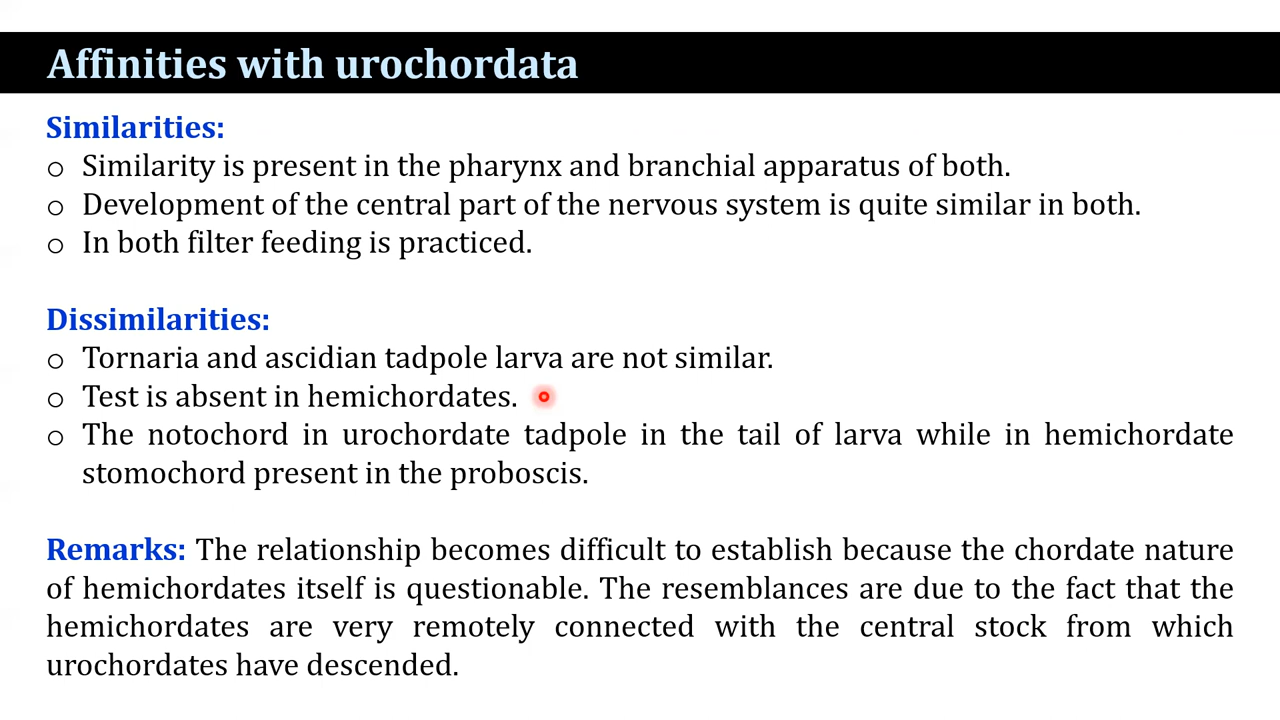 Affinities with urochordata
Similarities:
o Similarity is present in the pharynx and branchial apparatus of both.
o Development of the central part of the nervous system is quite similar in both.
o In both filter feeding is practiced.
Dissimilarities:
o Tornaria and ascidian tadpole larva are not similar.
o Test is absent in hemichordates.
o The notochord in urochordate tadpole in the tail of larva while in hemichordate
stomochord present in the proboscis.
Remarks: The relationship becomes difficult to establish because the chordate nature
of hemichordates itself is questionable. The resemblances are due to the fact that the
hemichordates are very remotely connected with the central stock from which
urochordates have descended.